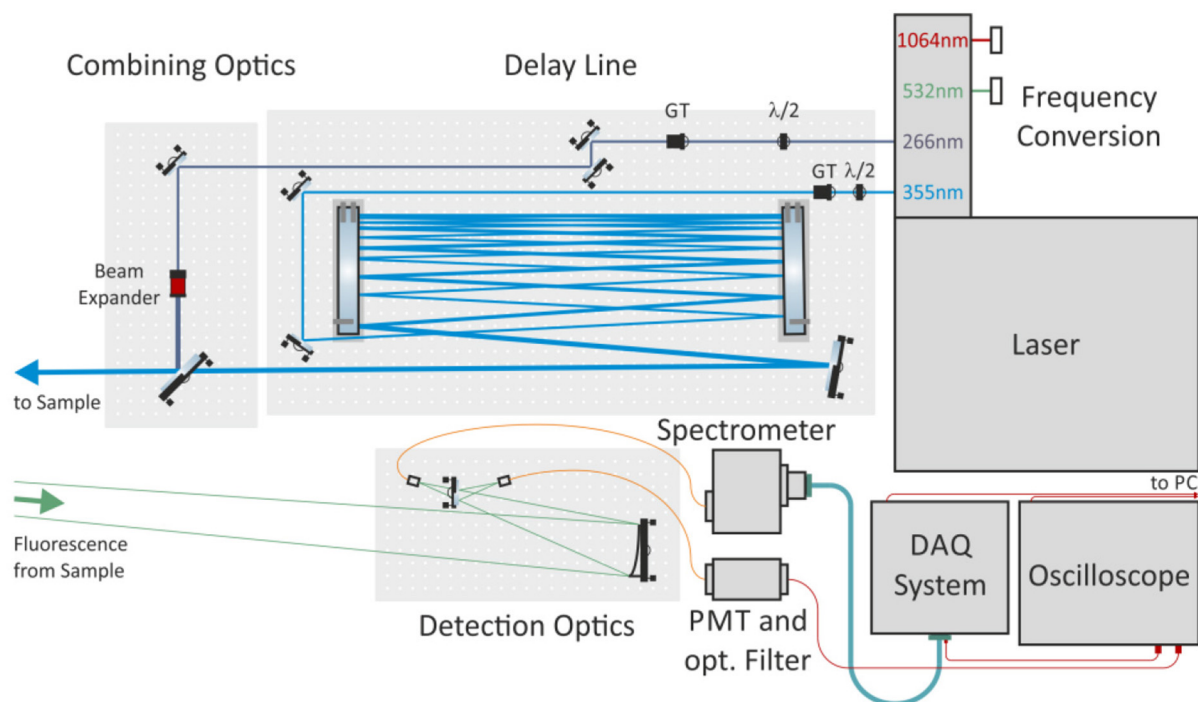 Combining Optics
Delay Line
1064nm
532nm
266nm
355nm
Frequency
Conversion
GT
λ/2
GT
λ/2
Beam
Expander
to Sample
Laser
Spectrometer
to PC
Fluorescence
from Sample
Detection Optics
PMT and
opt. Filter
DAQ
System
Oscilloscope